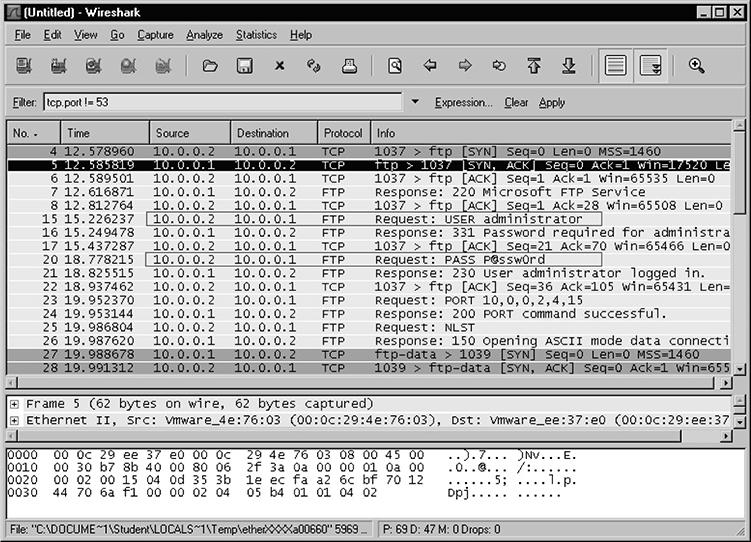 (Untitled) - Wireshark
File Edit View Go Capture Analyze Statistics Help
Filter: tcp.port != 53 Expression... Clear Apply
No. Time Source Destination Protocol Info
4 12.578960 10.0.0.2 10.0.0.1 TCP 1037 > ftp [SYN] Seq=0 Len=0 MSS=1460
5 12.585819 10.0.0.1 10.0.0.2 TCP ftp > 1037 [SYN, ACK] Seq=0 Ack=1 Win=17520 Le
6 12.589501 10.0.0.2 10.0.0.1 TCP 1037 > ftp [ACK] Seq=1 Ack=1 Win=65535 Len=0
7 12.616871 10.0.0.1 10.0.0.2 FTP Response: 220 Microsoft FTP Service
8 12.812764 10.0.0.2 10.0.0.1 TCP 1037 > ftp [ACK] Seq=1 Ack=28 Win=65508 Len=0
15 15.226237 10.0.0.2 10.0.0.1 FTP Request: USER administrator
16 15.249478 10.0.0.1 10.0.0.2 FTP Response: 331 Password required for administra
17 15.437287 10.0.0.2 10.0.0.1 TCP 1037 > ftp [ACK] Seq=21 Ack=70 Win=65466 Len=0
20 18.778215 10.0.0.2 10.0.0.1 FTP Request: PASS P@ssw0rd
21 18.825515 10.0.0.1 10.0.0.2 FTP Response: 230 User administrator logged in.
22 18.937462 10.0.0.2 10.0.0.1 TCP 1037 > ftp [ACK] Seq=36 Ack=105 Win=65431 Len=
23 19.952370 10.0.0.2 10.0.0.1 FTP Request: PORT 10,0,0,2,4,15
24 19.953144 10.0.0.1 10.0.0.2 FTP Response: 200 PORT command successful.
25 19.986804 10.0.0.2 10.0.0.1 FTP Request: NLST
26 19.987620 10.0.0.1 10.0.0.2 FTP Response: 150 Opening ASCII mode data connecti
27 19.988678 10.0.0.1 10.0.0.2 TCP ftp-data > 1039 [SYN] Seq=0 Len=0 MSS=1460
28 19.991312 10.0.0.2 10.0.0.1 TCP 1039 > ftp-data [SYN, ACK] Seq=0 Ack=1 Win=655
Frame 5 (62 bytes on wire, 62 bytes captured)
Ethernet II, Src: Vmware_4e:76:03 (00:0c:29:4e:76:03), Dst: Vmware_ee:37:e0 (00:0c:29:ee:37
0000 00 0c 29 ee 37 e0 00 0c 29 4e 76 03 08 00 45 00 ..).7... )Nv...E.
0010 00 30 b7 8b 40 00 80 06 2f 3a 0a 00 00 01 0a 00 .0..@... /:......
0020 00 02 00 15 04 0d 35 3b 1e ec fa a2 6c bf 70 12 ......5; ....l.p.
0030 44 70 6a f1 00 00 02 04 05 b4 01 01 04 02 Dpj..... ......
File: "C:\DOCUME~1\Student\LOCALS~1\Temp\etherXXXXa00660" 5969 ... P: 69 D: 47 M: 0 Drops: 0